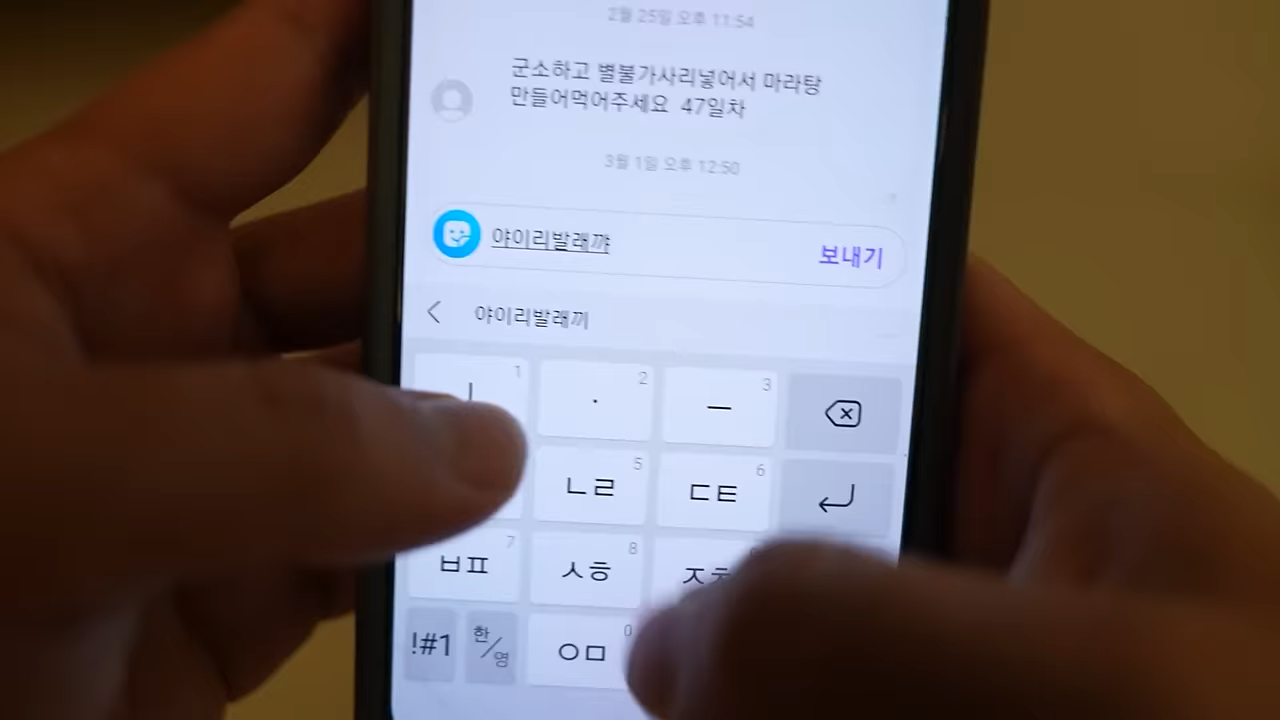 2월 25일 오후 11:54
군소하고 별불가사리넣어서 마라탕
만들어먹어주세요 47일차
3월 1일 오후 12:50
야이리발래꺄
보내기
야이리발래끼
1
ㅣ
2
·
3
ㅡ
5
ㄴㄹ
6
ㄷㅌ
7
ㅂㅍ
8
ㅅㅎ
ㅈㅊ
!#1
한/영
0
ㅇㅁ